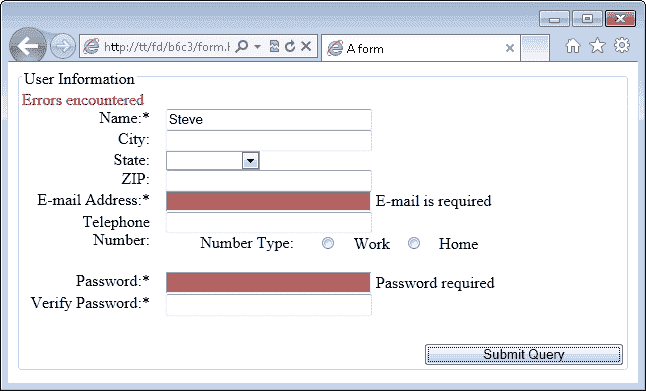 http://tt/fd/b6c3/form.h
A form
User Information
Errors encountered
Name:* Steve
City:
State:
ZIP:
E-mail Address:* E-mail is required
Telephone
Number: Number Type: Work Home
Password:* Password required
Verify Password:*
Submit Query